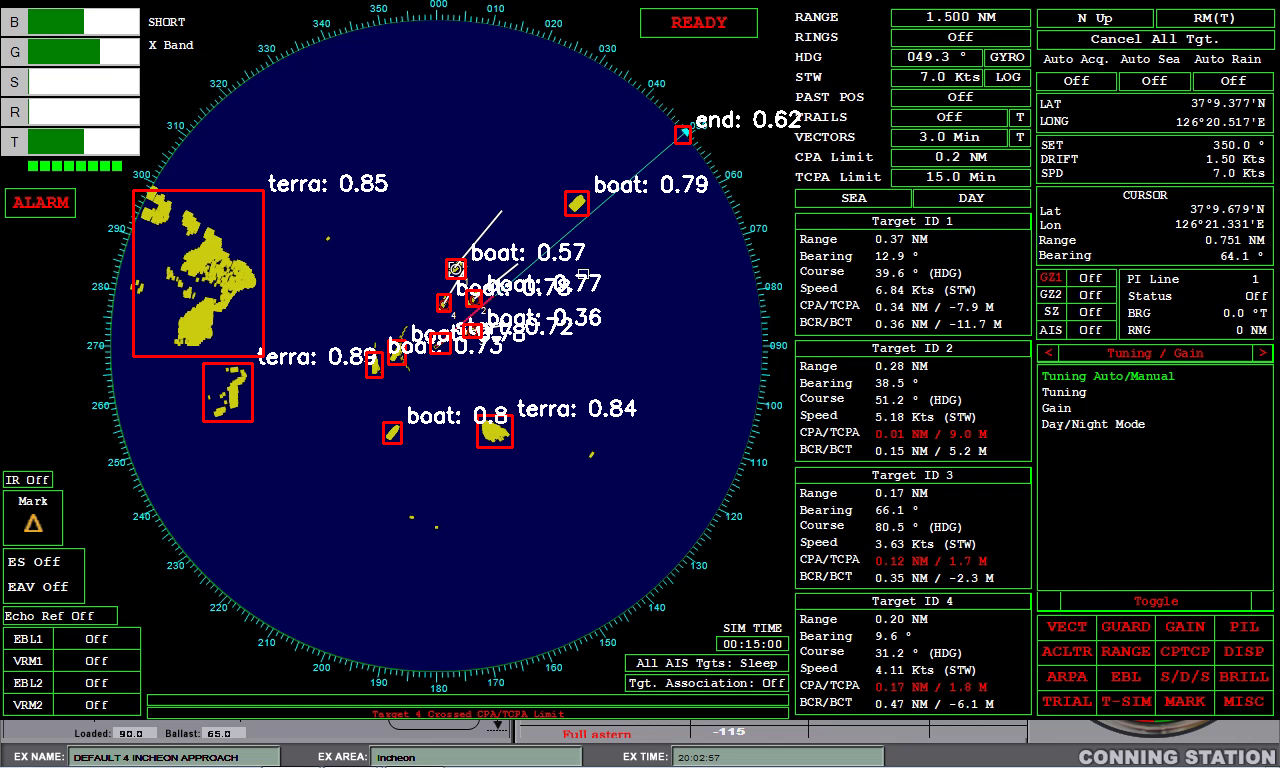 B
G
S
R
T
SHORT
X Band
ALARM
READY
000
010
020
030
040
060
070
080
090
100
110
120
130
140
150
160
170
180
190
200
210
220
230
240
250
260
270
280
290
300
310
330
340
350
end: 0.62
terra: 0.85
boat: 0.79
boat: 0.57
boat: 0.36
boat: 0.8
terra: 0.84
IR Off
Mark
ES Off
EAV Off
Echo Ref Off
EBL1 Off
VRM1 Off
EBL2 Off
VRM2 Off
SIM TIME
00:15:00
All AIS Tgts: Sleep
Tgt. Association: Off
Target 4 Crossed CPA/TCPA Limit
RANGE 1.500 NM
RINGS Off
HDG 049.3 ° GYRO
STW 7.0 Kts LOG
PAST POS Off
TRAILS Off T
VECTORS 3.0 Min T
CPA Limit 0.2 NM
TCPA Limit 15.0 Min
SEA DAY
Target ID 1
Range 0.37 NM
Bearing 12.9 °
Course 39.6 ° (HDG)
Speed 6.84 Kts (STW)
CPA/TCPA 0.34 NM / -7.9 M
BCR/BCT 0.36 NM / -11.7 M
Target ID 2
Range 0.28 NM
Bearing 38.5 °
Course 51.2 ° (HDG)
Speed 5.18 Kts (STW)
CPA/TCPA 0.01 NM / 9.0 M
BCR/BCT 0.15 NM / 5.2 M
Target ID 3
Range 0.17 NM
Bearing 66.1 °
Course 80.5 ° (HDG)
Speed 3.63 Kts (STW)
CPA/TCPA 0.12 NM / 1.7 M
BCR/BCT 0.35 NM / -2.3 M
Target ID 4
Range 0.20 NM
Bearing 9.6 °
Course 31.2 ° (HDG)
Speed 4.11 Kts (STW)
CPA/TCPA 0.17 NM / 1.8 M
BCR/BCT 0.47 NM / -6.1 M
N Up RM(T)
Cancel All Tgt.
Auto Acq. Auto Sea Auto Rain
Off Off Off
LAT 37°9.377'N
LONG 126°20.517'E
SET 350.0 °
DRIFT 1.50 Kts
SPD 7.0 Kts
CURSOR
Lat 37°9.679'N
Lon 126°21.331'E
Range 0.751 NM
Bearing 64.1 °
GZ1 Off PI Line 1
GZ2 Off Status Off
SZ Off BRG 0.0 °T
AIS Off RNG 0 NM
< Tuning / Gain >
Tuning Auto/Manual
Tuning
Gain
Day/Night Mode
Toggle
VECT GUARD GAIN PIL
ACLTR RANGE CPTCP DISP
ARPA EBL S/D/S BRILL
TRIAL T-SIM MARK MISC
Loaded: 90.0 Ballast: 65.0
Full astern
-115
EX NAME: DEFAULT 4 INCHEON APPROACH EX AREA: Incheon EX TIME: 20:02:57
CONNING STATION